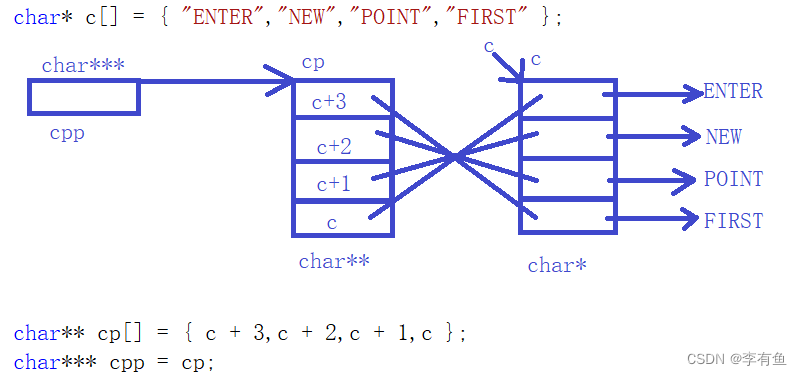 char* c[] = { "ENTER","NEW","POINT","FIRST" };
char***
cpp
cp
c+3
c+2
c+1
c
char**
c
c
char*
ENTER
NEW
POINT
FIRST
char** cp[] = { c + 3,c + 2,c + 1,c };
char*** cpp = cp;
CSDN @李有鱼